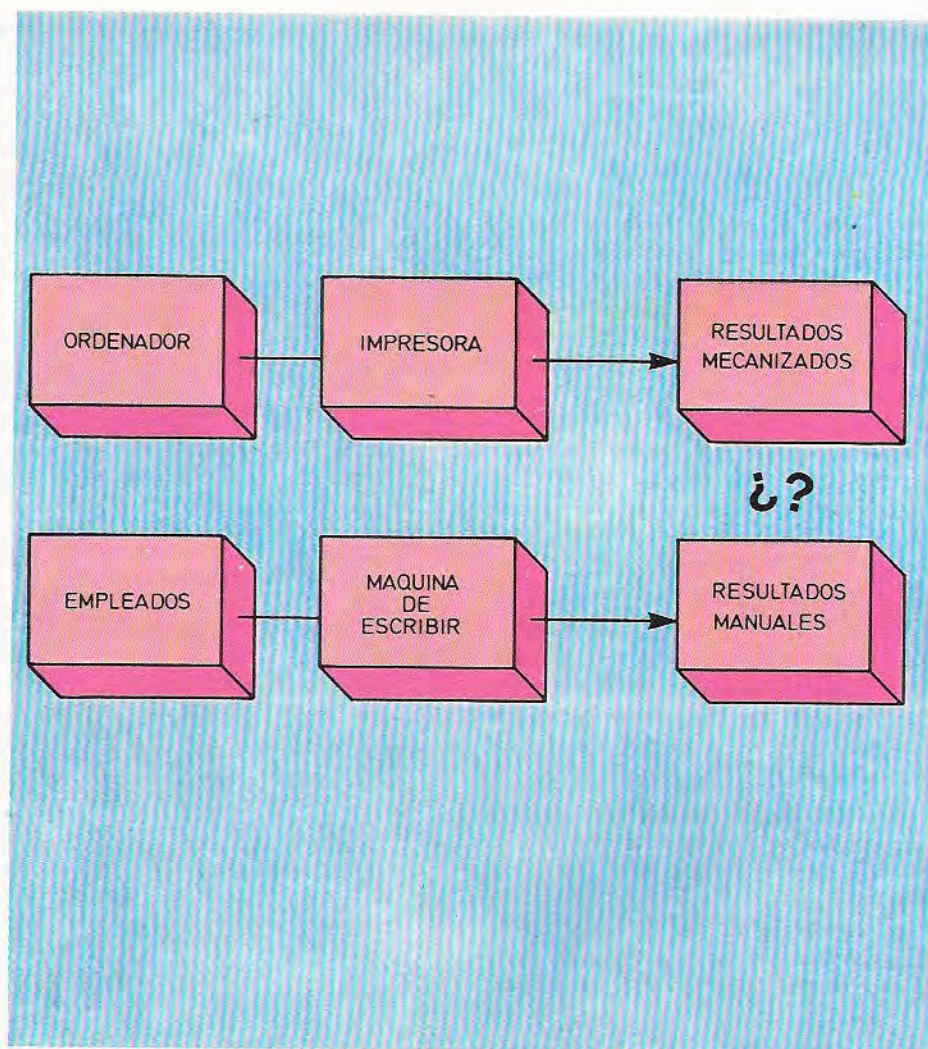 ORDENADOR
IMPRESORA
RESULTADOS
MECANIZADOS
¿?
EMPLEADOS
MAQUINA
DE
ESCRIBIR
RESULTADOS
MANUALES